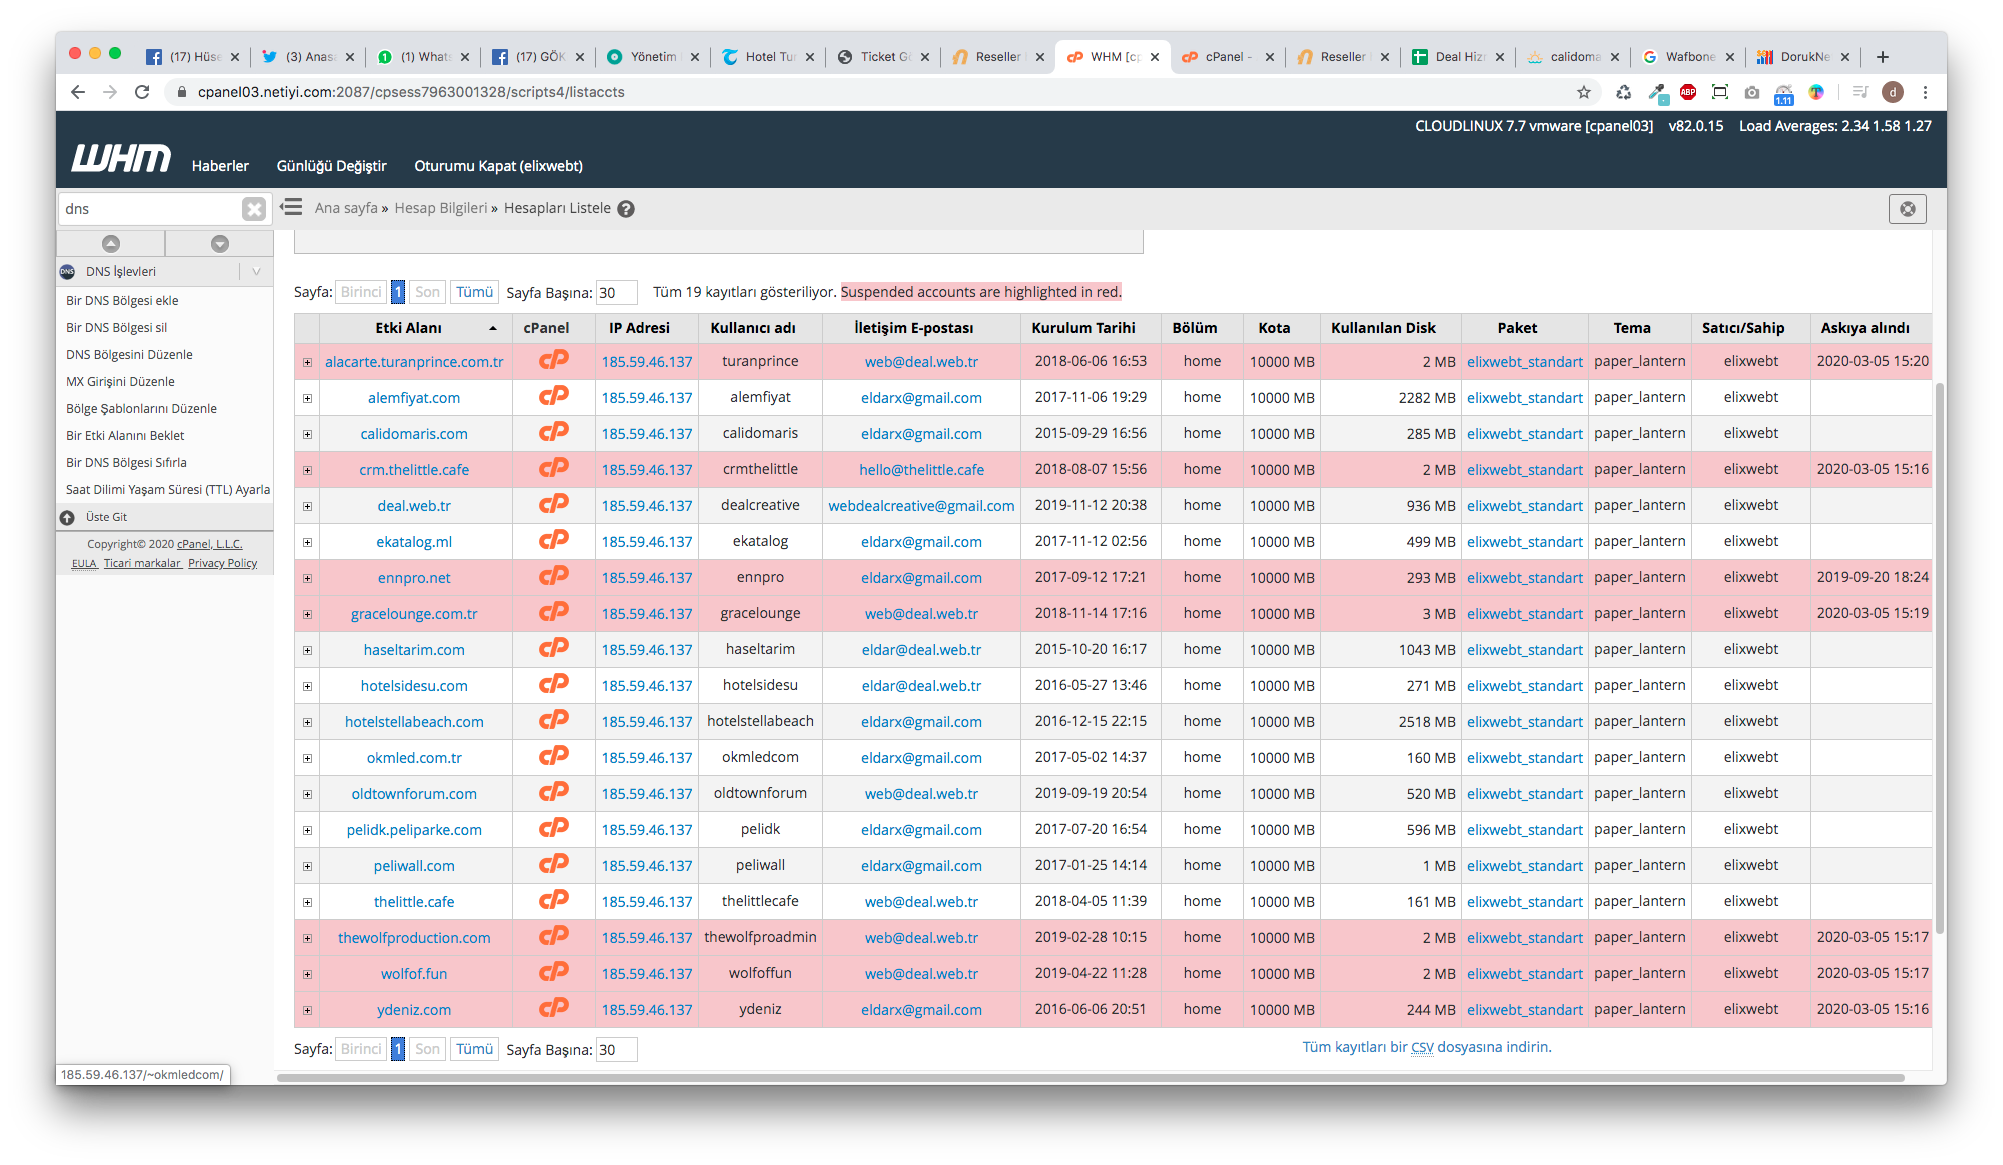 (17) Hüse
(3) Anasa
(1) Whats
(17) GÖK
Yönetim
Hotel Tur
Ticket G
Reseller
WHM [cp
cPanel -
Reseller
Deal Hiz
calidoma
Wafbone
DorukNe
cpanel03.netiyi.com:2087/cpsess7963001328/scripts4/listaccts
ABP
1.11
d
CLOUDLINUX 7.7 vmware [cpanel03] v82.0.15 Load Averages: 2.34 1.58 1.27
WHM Haberler Günlüğü Değiştir Oturumu Kapat (elixwebt)
dns
Ana sayfa » Hesap Bilgileri » Hesapları Listele
DNS DNS İşlevleri
Bir DNS Bölgesi ekle
Bir DNS Bölgesi sil
DNS Bölgesini Düzenle
MX Girişini Düzenle
Bölge Şablonlarını Düzenle
Bir Etki Alanını Beklet
Bir DNS Bölgesi Sıfırla
Saat Dilimi Yaşam Süresi (TTL) Ayarla
Üste Git
Copyright© 2020 cPanel, L.L.C.
EULA Ticari markalar Privacy Policy
Sayfa: Birinci 1 Son Tümü Sayfa Başına: 30 Tüm 19 kayıtları gösteriliyor. Suspended accounts are highlighted in red.
Etki Alanı cPanel IP Adresi Kullanıcı adı İletişim E-postası Kurulum Tarihi Bölüm Kota Kullanılan Disk Paket Tema Satıcı/Sahip Askıya alındı
alacarte.turanprince.com.tr cP 185.59.46.137 turanprince web@deal.web.tr 2018-06-06 16:53 home 10000 MB 2 MB elixwebt_standart paper_lantern elixwebt 2020-03-05 15:20
alemfiyat.com cP 185.59.46.137 alemfiyat eldarx@gmail.com 2017-11-06 19:29 home 10000 MB 2282 MB elixwebt_standart paper_lantern elixwebt
calidomaris.com cP 185.59.46.137 calidomaris eldarx@gmail.com 2015-09-29 16:56 home 10000 MB 285 MB elixwebt_standart paper_lantern elixwebt
crm.thelittle.cafe cP 185.59.46.137 crmthelittle hello@thelittle.cafe 2018-08-07 15:56 home 10000 MB 2 MB elixwebt_standart paper_lantern elixwebt 2020-03-05 15:16
deal.web.tr cP 185.59.46.137 dealcreative webdealcreative@gmail.com 2019-11-12 20:38 home 10000 MB 936 MB elixwebt_standart paper_lantern elixwebt
ekatalog.ml cP 185.59.46.137 ekatalog eldarx@gmail.com 2017-11-12 02:56 home 10000 MB 499 MB elixwebt_standart paper_lantern elixwebt
ennpro.net cP 185.59.46.137 ennpro eldarx@gmail.com 2017-09-12 17:21 home 10000 MB 293 MB elixwebt_standart paper_lantern elixwebt 2019-09-20 18:24
gracelounge.com.tr cP 185.59.46.137 gracelounge web@deal.web.tr 2018-11-14 17:16 home 10000 MB 3 MB elixwebt_standart paper_lantern elixwebt 2020-03-05 15:19
haseltarim.com cP 185.59.46.137 haseltarim eldar@deal.web.tr 2015-10-20 16:17 home 10000 MB 1043 MB elixwebt_standart paper_lantern elixwebt
hotelsidesu.com cP 185.59.46.137 hotelsidesu eldar@deal.web.tr 2016-05-27 13:46 home 10000 MB 271 MB elixwebt_standart paper_lantern elixwebt
hotelstellabeach.com cP 185.59.46.137 hotelstellabeach eldarx@gmail.com 2016-12-15 22:15 home 10000 MB 2518 MB elixwebt_standart paper_lantern elixwebt
okmled.com.tr cP 185.59.46.137 okmledcom eldarx@gmail.com 2017-05-02 14:37 home 10000 MB 160 MB elixwebt_standart paper_lantern elixwebt
oldtownforum.com cP 185.59.46.137 oldtownforum web@deal.web.tr 2019-09-19 20:54 home 10000 MB 520 MB elixwebt_standart paper_lantern elixwebt
pelidk.peliparke.com cP 185.59.46.137 pelidk eldarx@gmail.com 2017-07-20 16:54 home 10000 MB 596 MB elixwebt_standart paper_lantern elixwebt
peliwall.com cP 185.59.46.137 peliwall eldarx@gmail.com 2017-01-25 14:14 home 10000 MB 1 MB elixwebt_standart paper_lantern elixwebt
thelittle.cafe cP 185.59.46.137 thelittlecafe web@deal.web.tr 2018-04-05 11:39 home 10000 MB 161 MB elixwebt_standart paper_lantern elixwebt
thewolfproduction.com cP 185.59.46.137 thewolfproadmin web@deal.web.tr 2019-02-28 10:15 home 10000 MB 2 MB elixwebt_standart paper_lantern elixwebt 2020-03-05 15:17
wolfof.fun cP 185.59.46.137 wolfoffun web@deal.web.tr 2019-04-22 11:28 home 10000 MB 2 MB elixwebt_standart paper_lantern elixwebt 2020-03-05 15:17
ydeniz.com cP 185.59.46.137 ydeniz eldarx@gmail.com 2016-06-06 20:51 home 10000 MB 244 MB elixwebt_standart paper_lantern elixwebt 2020-03-05 15:16
Sayfa: Birinci 1 Son Tümü Sayfa Başına: 30 Tüm kayıtları bir CSV dosyasına indirin.
185.59.46.137/~okmledcom/